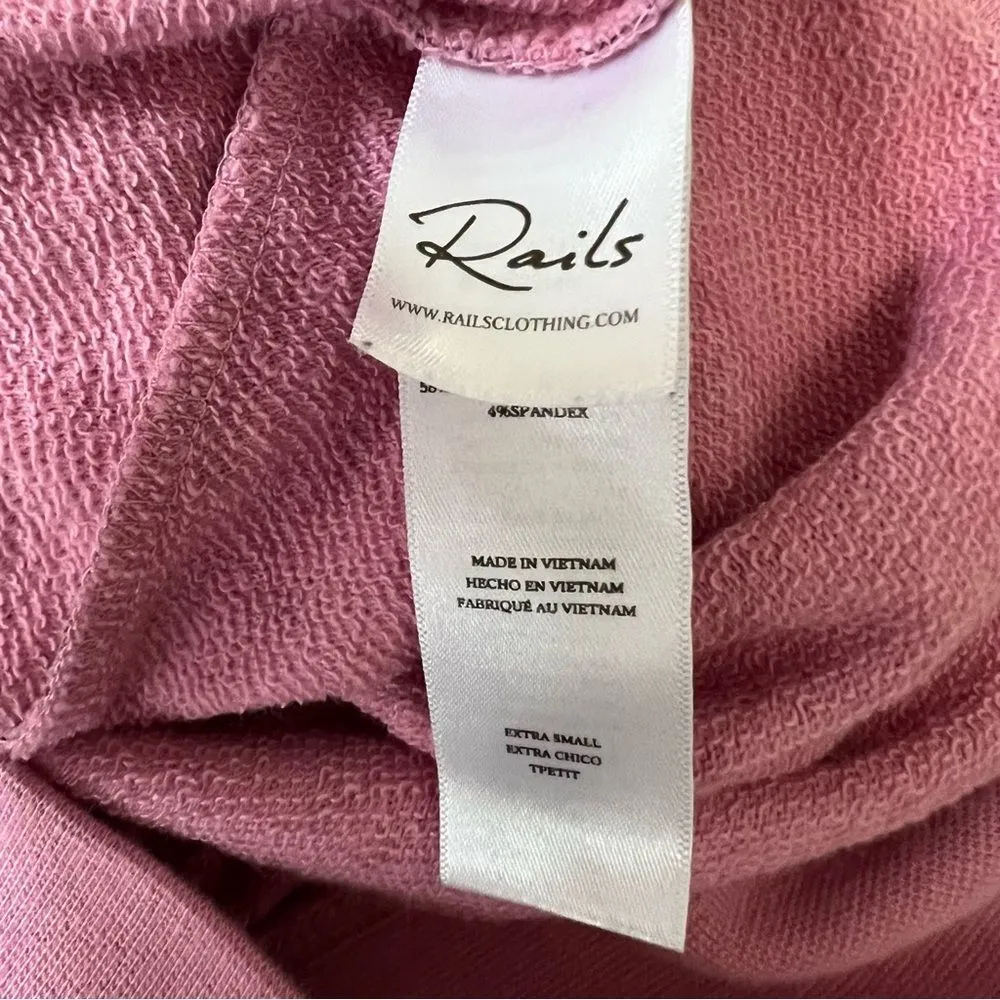 Rails
WWW.RAILSCLOTHING.COM
4%SPANDEX
MADE IN VIETNAM
HECHO EN VIETNAM
FABRIQUÉ AU VIETNAM
EXTRA SMALL
EXTRA CHICO
TPETIT